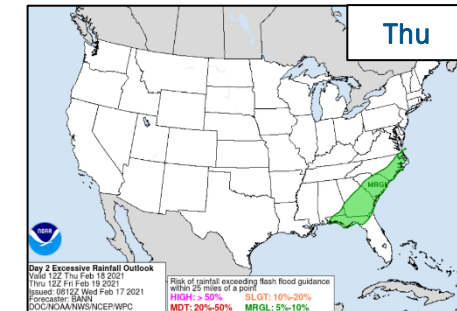 Thu
MRGL
NOAA
Day 2 Excessive Rainfall Outlook
Valid 12Z Thu Feb 18 2021
Thru 12Z Fri Feb 19 2021
Issued: 0812Z Wed Feb 17 2021
Forecaster: BANN
DOC/NOAA/NWS/NCEP/WPC
Risk of rainfall exceeding flash flood guidance
within 25 miles of a point
HIGH: > 50% SLGT: 10%-20%
MDT: 20%-50% MRGL: 5%-10%